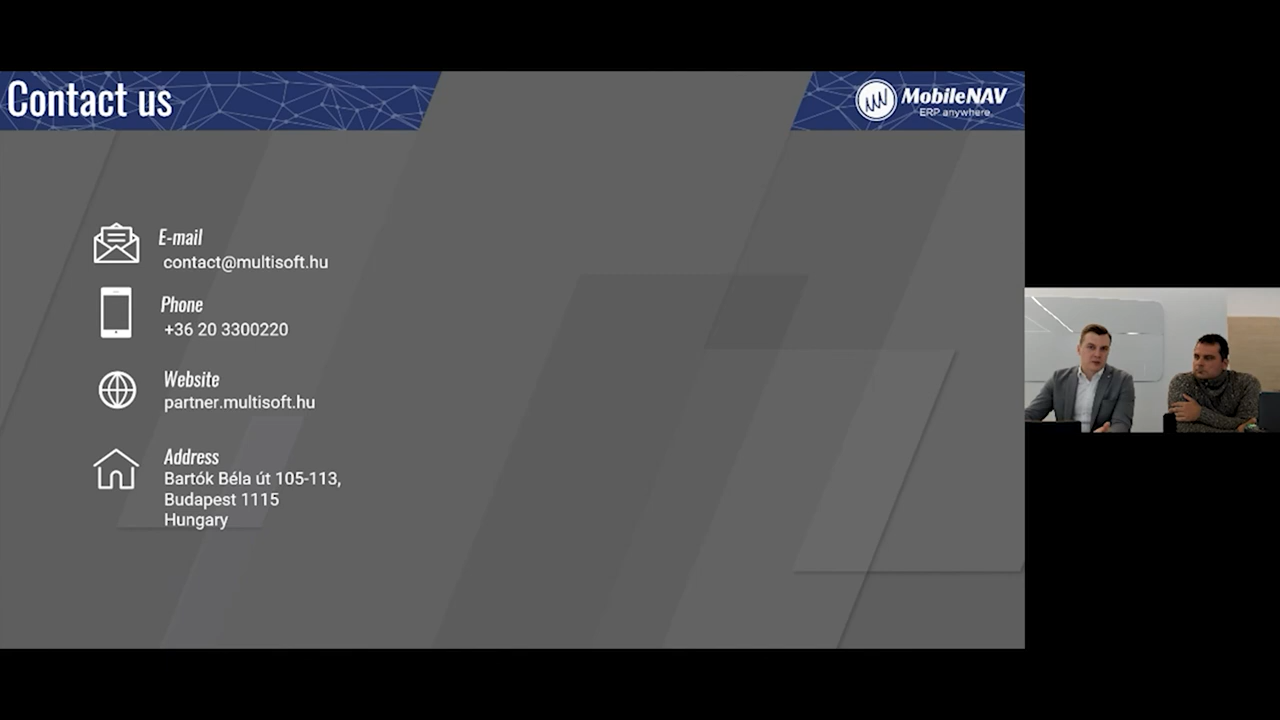 Contact us
MobileNAV
ERP anywhere
E-mail
contact@multisoft.hu
Phone
+36 20 3300220
Website
partner.multisoft.hu
Address
Bartók Béla út 105-113,
Budapest 1115
Hungary